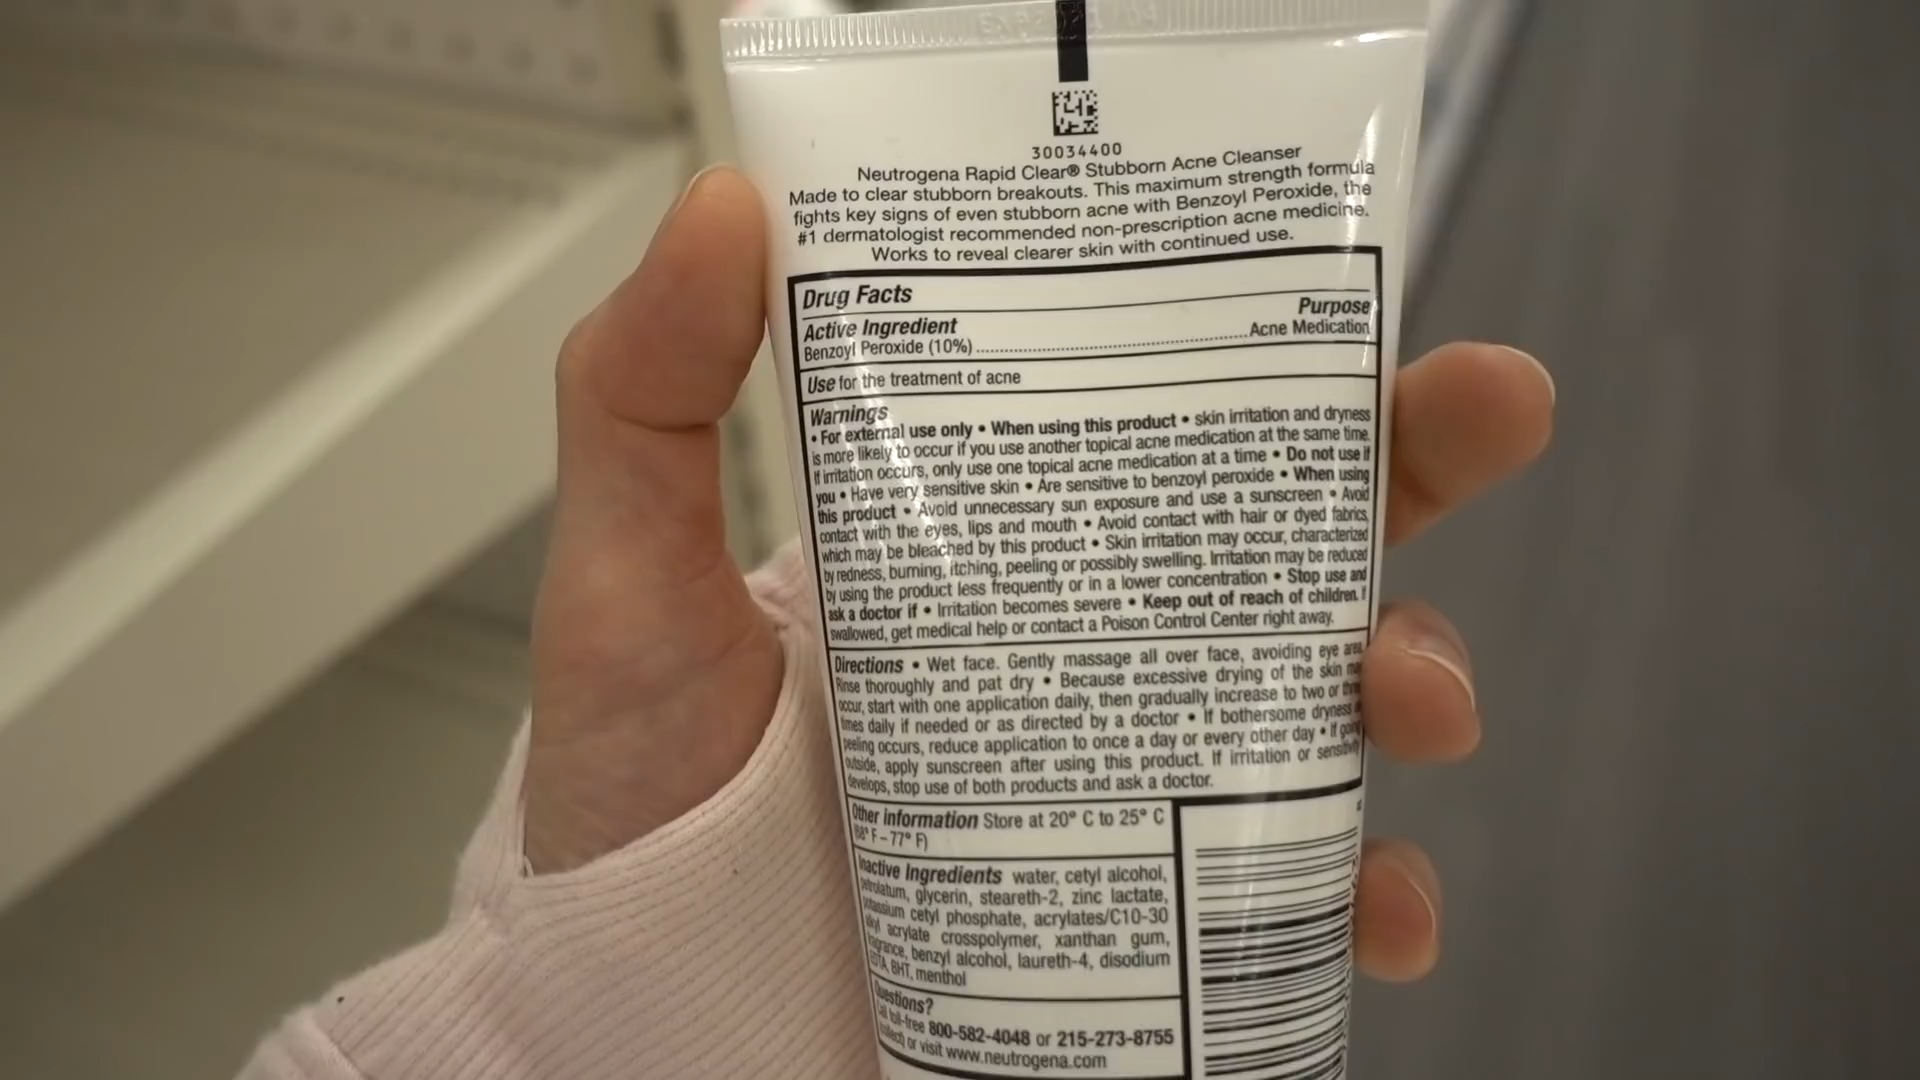 30034400
Neutrogena Rapid Clear® Stubborn Acne Cleanser
Made to clear stubborn breakouts. This maximum strength formula
fights key signs of even stubborn acne with Benzoyl Peroxide, the
#1 dermatologist recommended non-prescription acne medicine.
Works to reveal clearer skin with continued use.
Drug Facts
Active Ingredient Purpose
Benzoyl Peroxide (10%) Acne Medication
Use for the treatment of acne
Warnings
• For external use only • When using this product • skin irritation and dryness
is more likely to occur if you use another topical acne medication at the same time.
If irritation occurs, only use one topical acne medication at a time • Do not use if
you • Have very sensitive skin • Are sensitive to benzoyl peroxide • When using
this product • Avoid unnecessary sun exposure and use a sunscreen • Avoid
contact with the eyes, lips and mouth • Avoid contact with hair or dyed fabrics,
which may be bleached by this product • Skin irritation may occur, characterized
by redness, burning, itching, peeling or possibly swelling. Irritation may be reduced
by using the product less frequently or in a lower concentration • Stop use and
ask a doctor if • Irritation becomes severe • Keep out of reach of children. If
swallowed, get medical help or contact a Poison Control Center right away.
Directions • Wet face. Gently massage all over face, avoiding eye area.
Rinse thoroughly and pat dry • Because excessive drying of the skin may
occur, start with one application daily, then gradually increase to two or three
times daily if needed or as directed by a doctor • If bothersome dryness or
peeling occurs, reduce application to once a day or every other day • If going
outside, apply sunscreen after using this product. If irritation or sensitivity
develops, stop use of both products and ask a doctor.
Other information Store at 20° C to 25° C
(68° F – 77° F)
Inactive Ingredients water, cetyl alcohol,
petrolatum, glycerin, steareth-2, zinc lactate,
potassium cetyl phosphate, acrylates/C10-30
alkyl acrylate crosspolymer, xanthan gum,
fragrance, benzyl alcohol, laureth-4, disodium
EDTA, BHT, menthol
Questions?
Call toll-free 800-582-4048 or 215-273-8755
(collect) or visit www.neutrogena.com